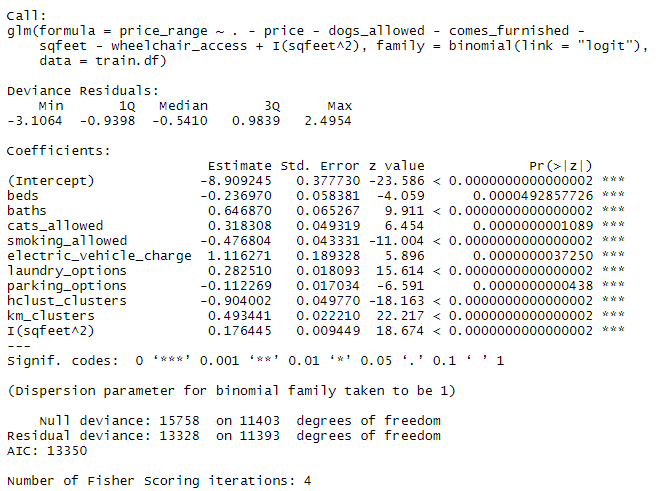 Call:
glm(formula = price_range ~ . - price - dogs_allowed - comes_furnished -
    sqfeet - wheelchair_access + I(sqfeet^2), family = binomial(link = "logit"),
    data = train.df)

Deviance Residuals:
    Min       1Q   Median       3Q      Max
-3.1064  -0.9398  -0.5410   0.9839   2.4954

Coefficients:
                         Estimate Std. Error z value             Pr(>|z|)
(Intercept)             -8.909245   0.377730 -23.586 < 0.0000000000000002 ***
beds                    -0.236970   0.058381  -4.059      0.0000492857726 ***
baths                    0.646870   0.065267   9.911 < 0.0000000000000002 ***
cats_allowed             0.318308   0.049319   6.454      0.0000000001089 ***
smoking_allowed         -0.476804   0.043331 -11.004 < 0.0000000000000002 ***
electric_vehicle_charge  1.116271   0.189328   5.896      0.0000000037250 ***
laundry_options          0.282510   0.018093  15.614 < 0.0000000000000002 ***
parking_options         -0.112269   0.017034  -6.591      0.0000000000438 ***
hclust_clusters         -0.904002   0.049770 -18.163 < 0.0000000000000002 ***
km_clusters              0.493441   0.022210  22.217 < 0.0000000000000002 ***
I(sqfeet^2)              0.176445   0.009449  18.674 < 0.0000000000000002 ***
---
Signif. codes:  0 ‘***’ 0.001 ‘**’ 0.01 ‘*’ 0.05 ‘.’ 0.1 ‘ ’ 1

(Dispersion parameter for binomial family taken to be 1)

    Null deviance: 15758  on 11403  degrees of freedom
Residual deviance: 13328  on 11393  degrees of freedom
AIC: 13350

Number of Fisher Scoring iterations: 4